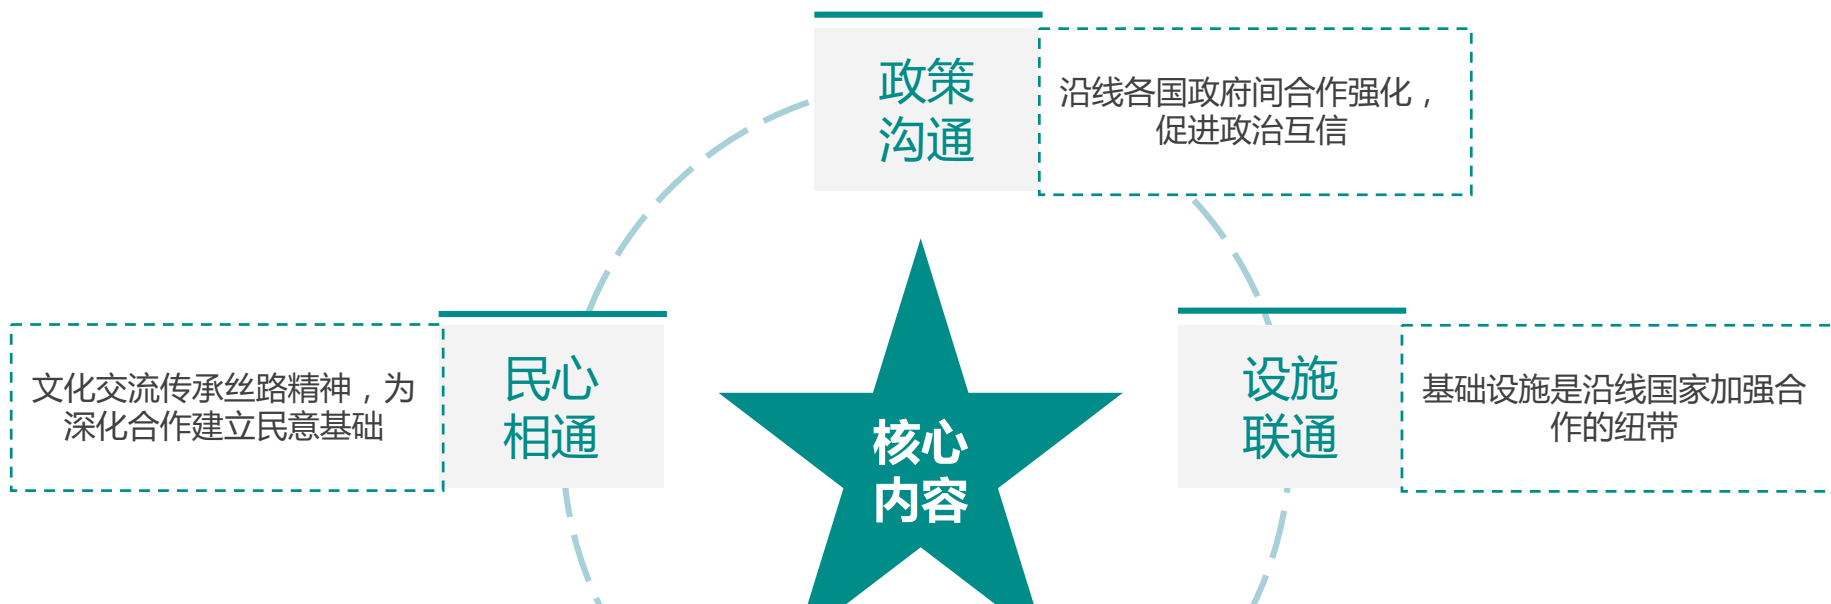 政策
沟通
沿线各国政府间合作强化，
促进政治互信
文化交流传承丝路精神，为
深化合作建立民意基础
民心
相通
核心
内容
设施
联通
基础设施是沿线国家加强合
作的纽带